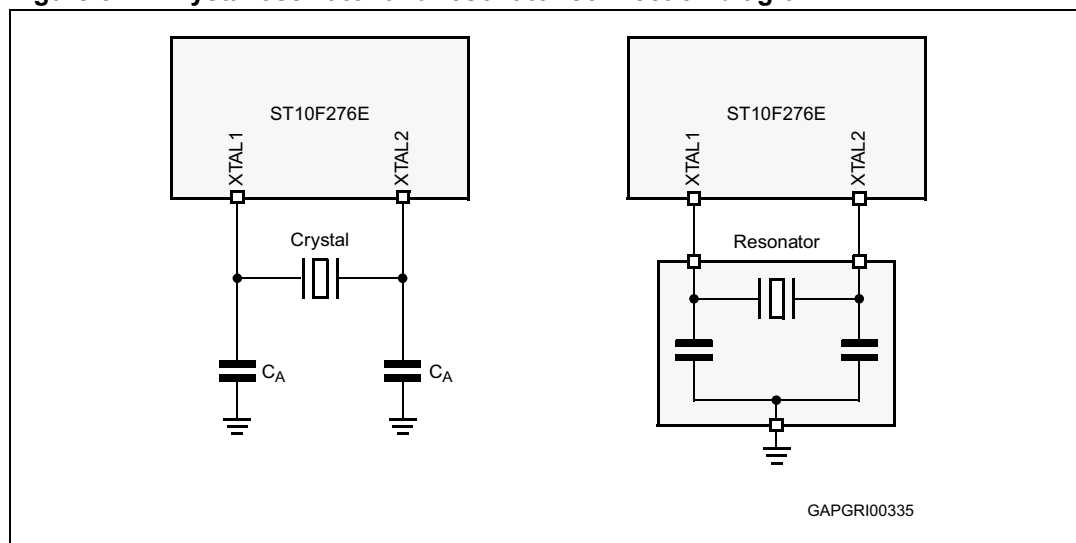 ST10F276E
XTAL1
XTAL2
Crystal
CA
CA
ST10F276E
XTAL1
XTAL2
Resonator
GAPGRI00335